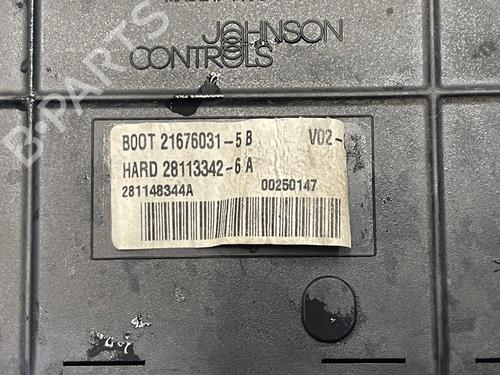 JOHNSON
CONTROLS
BOOT 21676031-5 B V02-
HARD 28113342-6 A
281148344A 00250147
B-PARTS